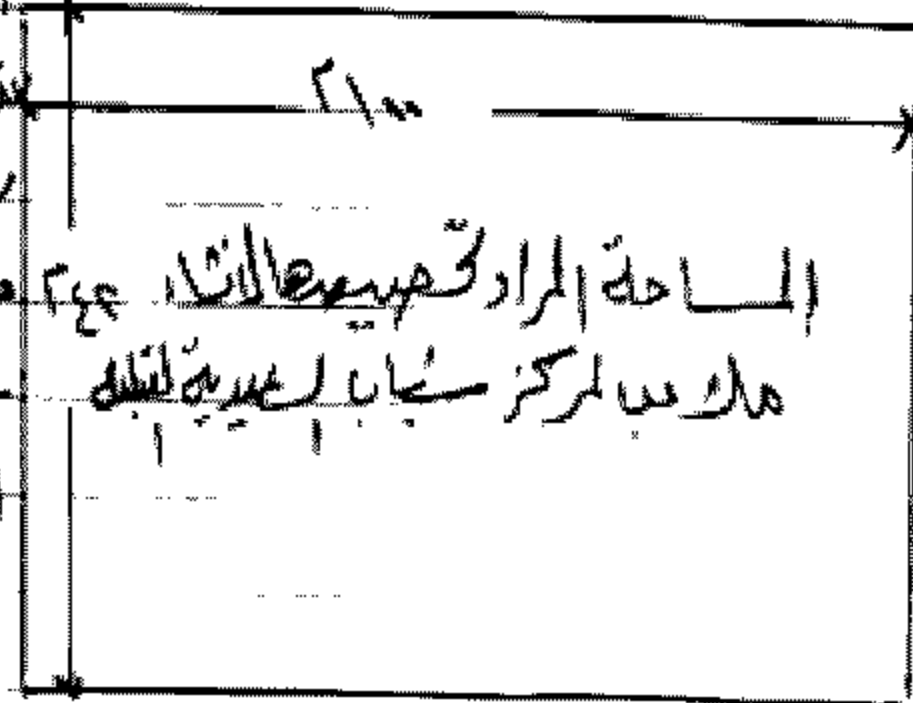 ٢١٠٠
المساحة المراد تخصيصها لانشاء
ملاعب لمركز شباب